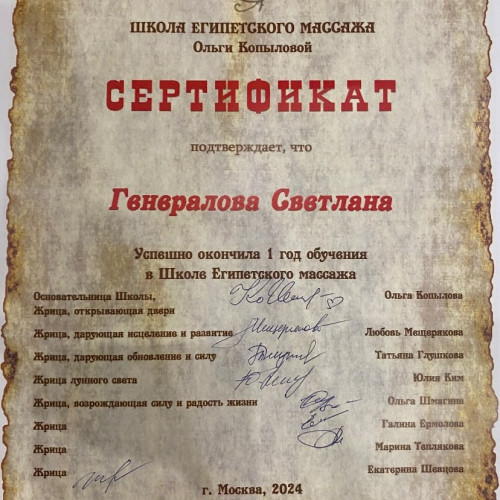 ШКОЛА ЕГИПЕТСКОГО МАССАЖА
Ольги Копыловой
СЕРТИФИКАТ
подтверждает, что
Генералова Светлана
Успешно окончила 1 год обучения
в Школе Египетского массажа
Основательница Школы,
Жрица, открывающая двери Ольга Копылова
Жрица, дарующая исцеление и развитие Любовь Мещерякова
Жрица, дарующая обновление и силу Татьяна Глушкова
Жрица лунного света Юлия Ким
Жрица, возрождающая силу и радость жизни Ольга Шмагина
Жрица Галина Ермолова
Жрица Марина Теплякова
Жрица Екатерина Шевцова
г. Москва, 2024